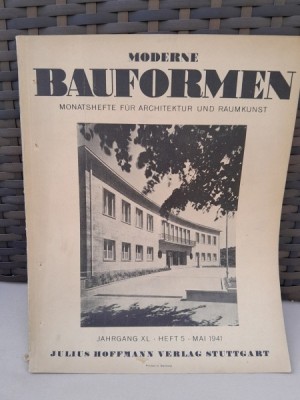 MODERNE
BAUFORMEN
MONATSHEFTE FÜR ARCHITEKTUR UND RAUMKUNST
JAHRGANG XL · HEFT 5 · MAI 1941
JULIUS HOFFMANN VERLAG STUTTGART